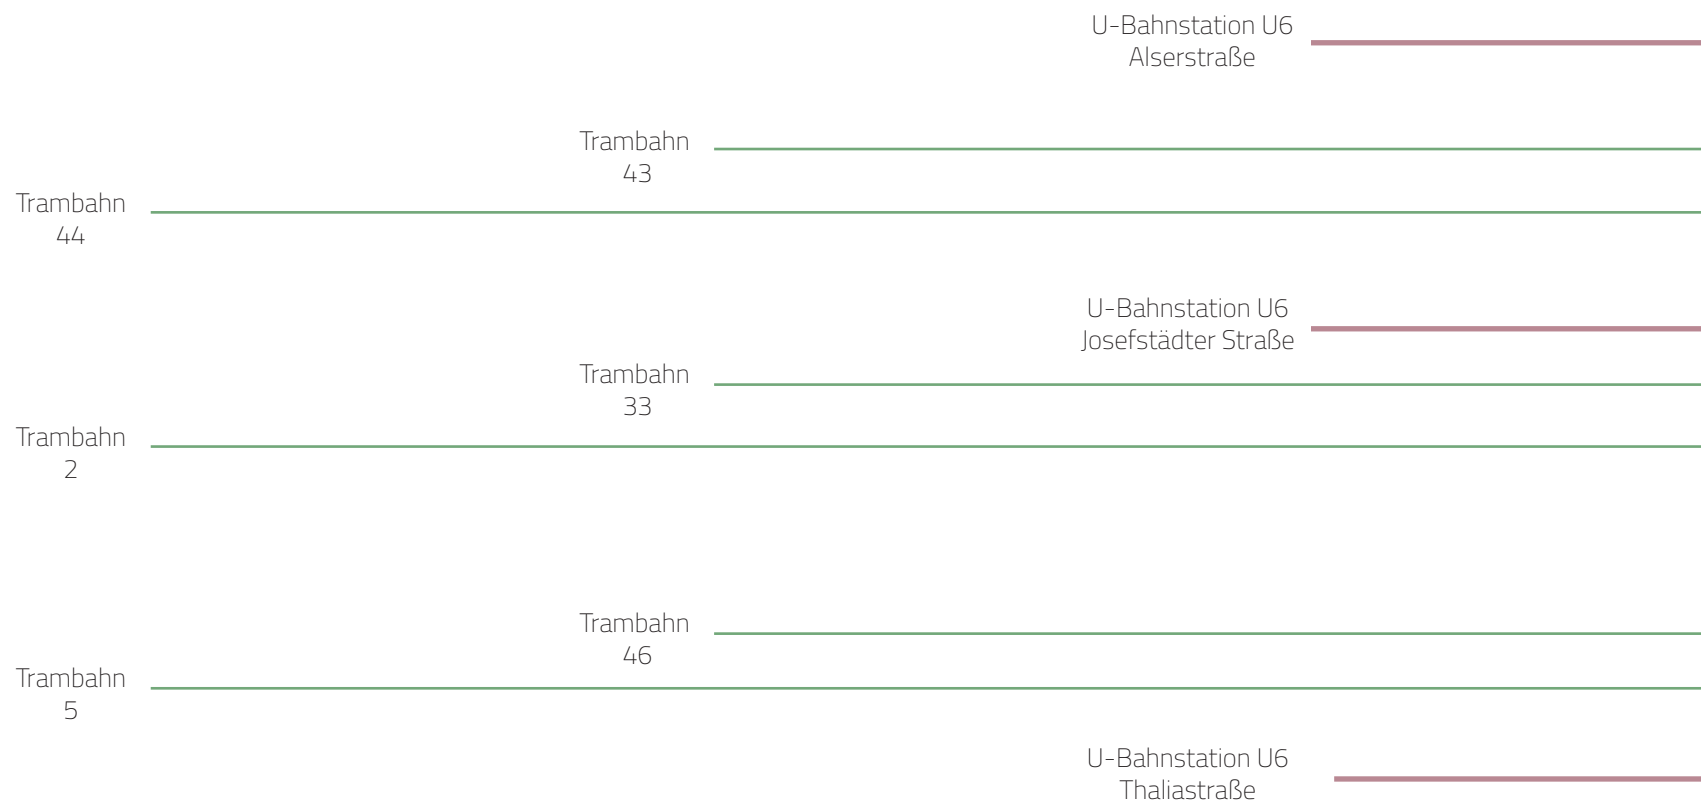 U-Bahnstation U6
Alserstraße
Trambahn
43
Trambahn
44
U-Bahnstation U6
Josefstädter Straße
Trambahn
33
Trambahn
2
Trambahn
46
Trambahn
5
U-Bahnstation U6
Thaliastraße